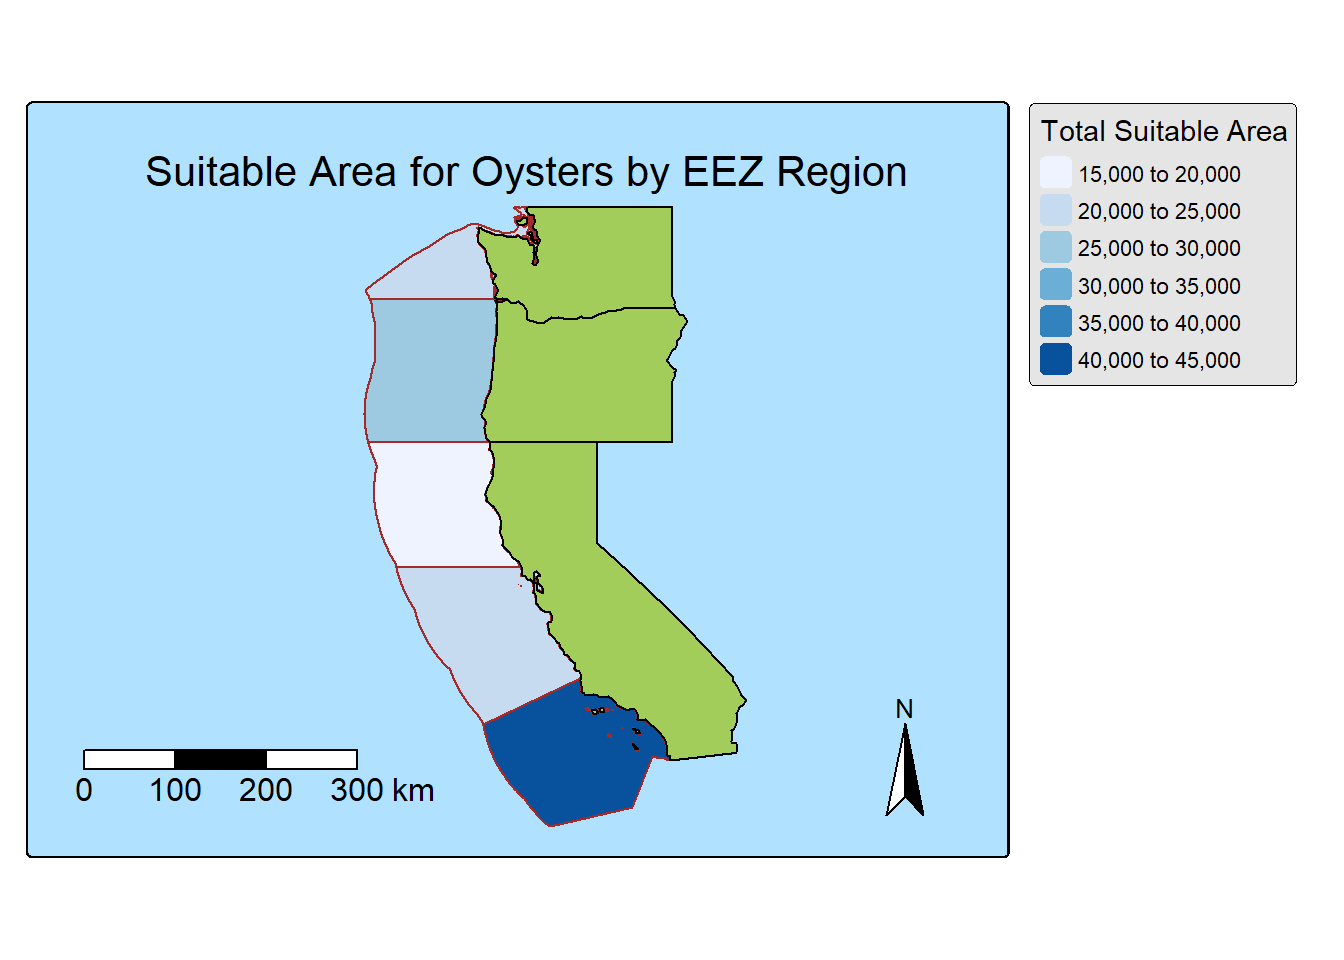 Suitable Area for Oysters by EEZ Region
Total Suitable Area
15,000 to 20,000
20,000 to 25,000
25,000 to 30,000
30,000 to 35,000
35,000 to 40,000
40,000 to 45,000
N
0 100 200 300 km